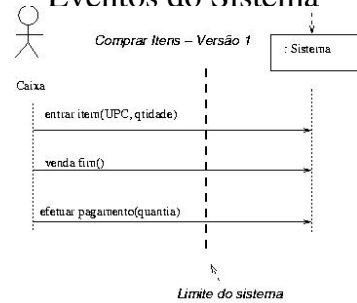 Eventos do Sistema
Comprar Itens – Versão 1
: Sistema
Caixa
entrar item(UPC, qtidade)
venda fim()
efetuar pagamento(quantia)
Limite do sistema